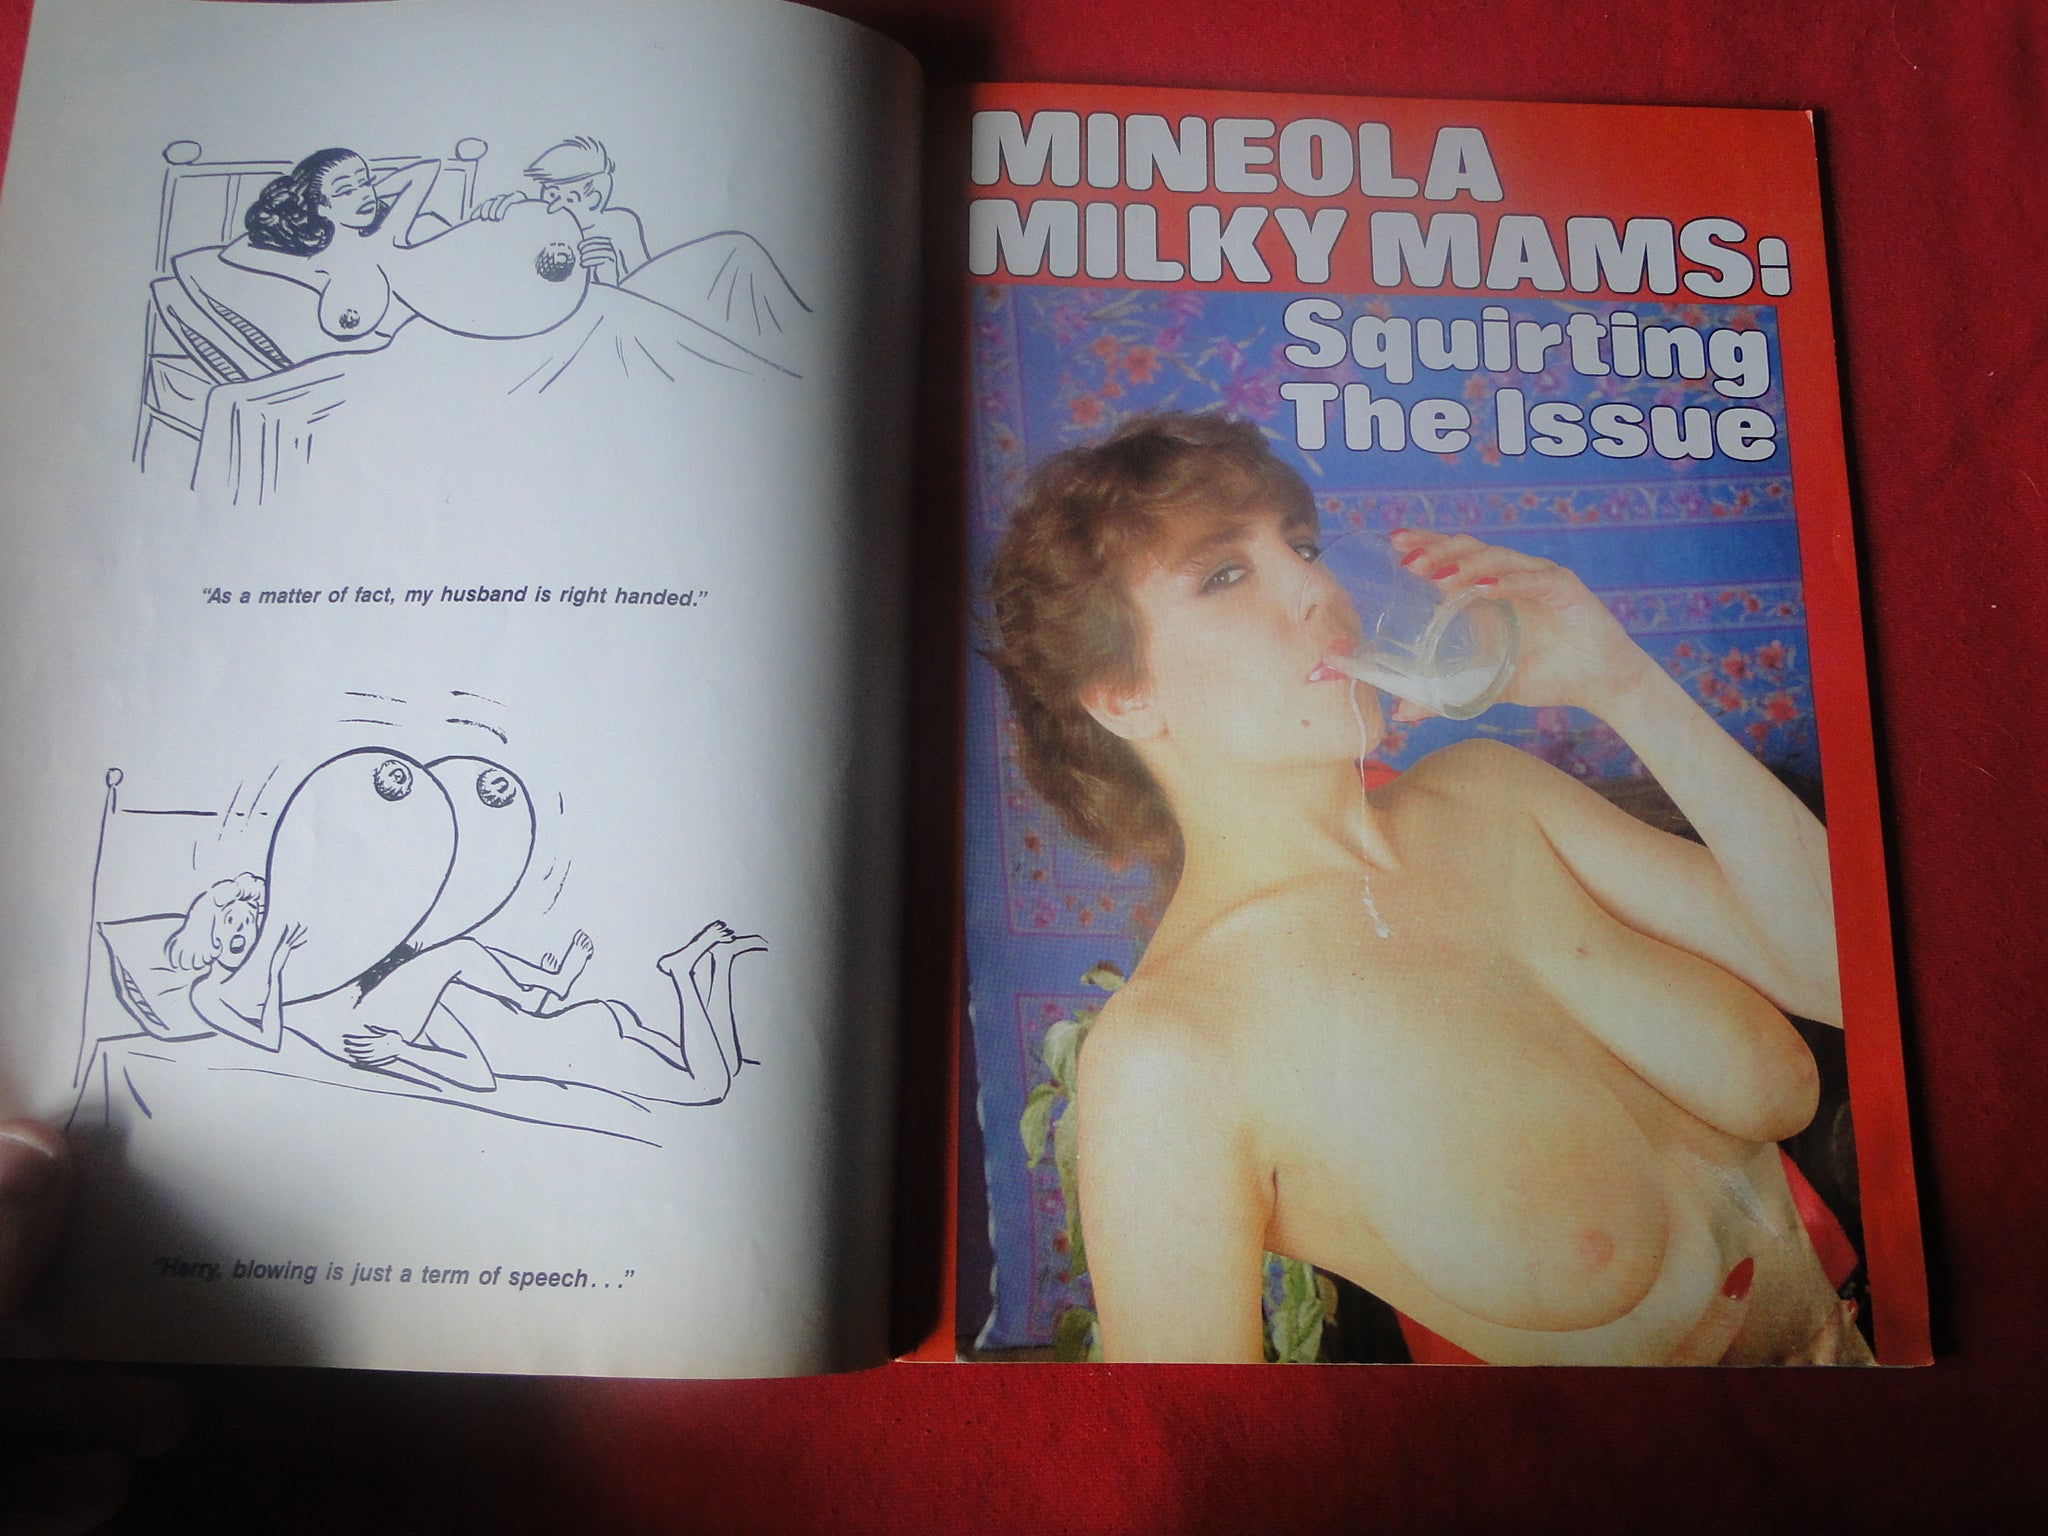 "As a matter of fact, my husband is right handed."
"Harry, blowing is just a term of speech..."
MINEOLA
MILKY MAMS:
Squirting
The Issue